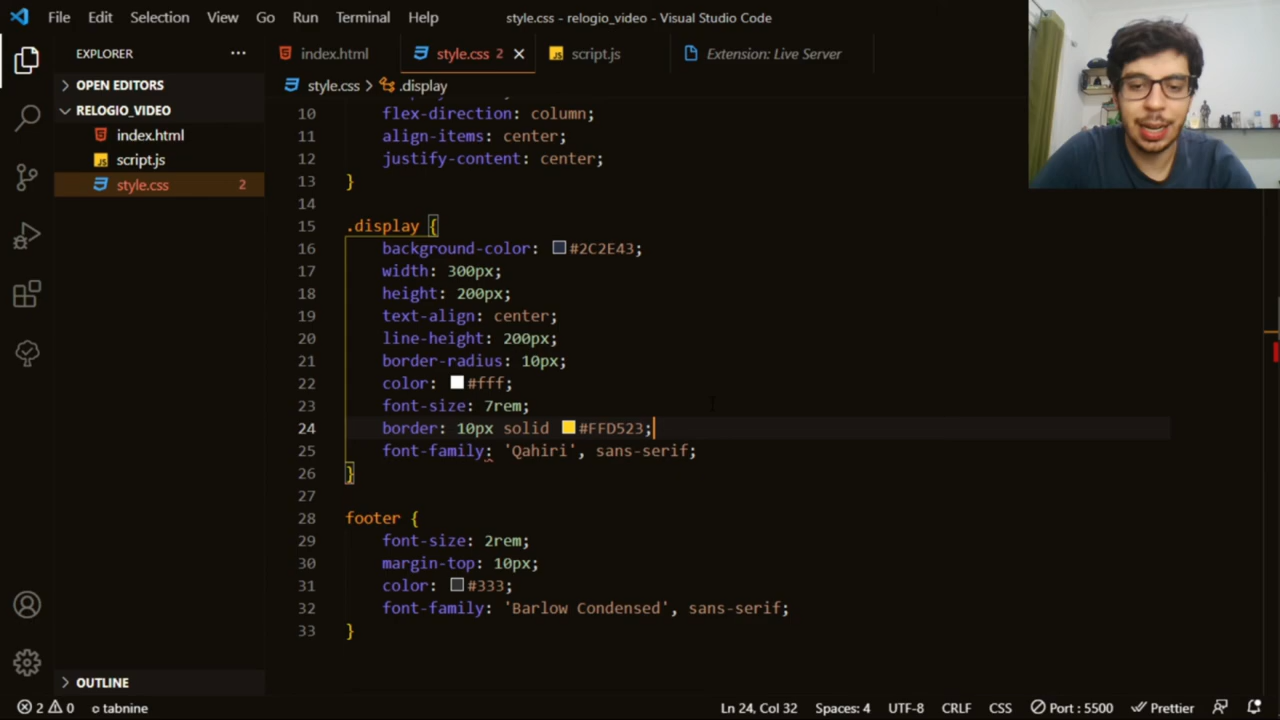 File Edit Selection View Go Run Terminal Help style.css - relogio_video - Visual Studio Code
EXPLORER ··· index.html style.css 2 script.js Extension: Live Server
OPEN EDITORS style.css > .display
RELOGIO_VIDEO
index.html
script.js
style.css 2
10 flex-direction: column;
11 align-items: center;
12 justify-content: center;
13 }
14
15 .display {
16 background-color: #2C2E43;
17 width: 300px;
18 height: 200px;
19 text-align: center;
20 line-height: 200px;
21 border-radius: 10px;
22 color: #fff;
23 font-size: 7rem;
24 border: 10px solid #FFD523;
25 font-family: 'Qahiri', sans-serif;
26 }
27
28 footer {
29 font-size: 2rem;
30 margin-top: 10px;
31 color: #333;
32 font-family: 'Barlow Condensed', sans-serif;
33 }
OUTLINE
2 0 tabnine Ln 24, Col 32 Spaces: 4 UTF-8 CRLF CSS Port : 5500 Prettier